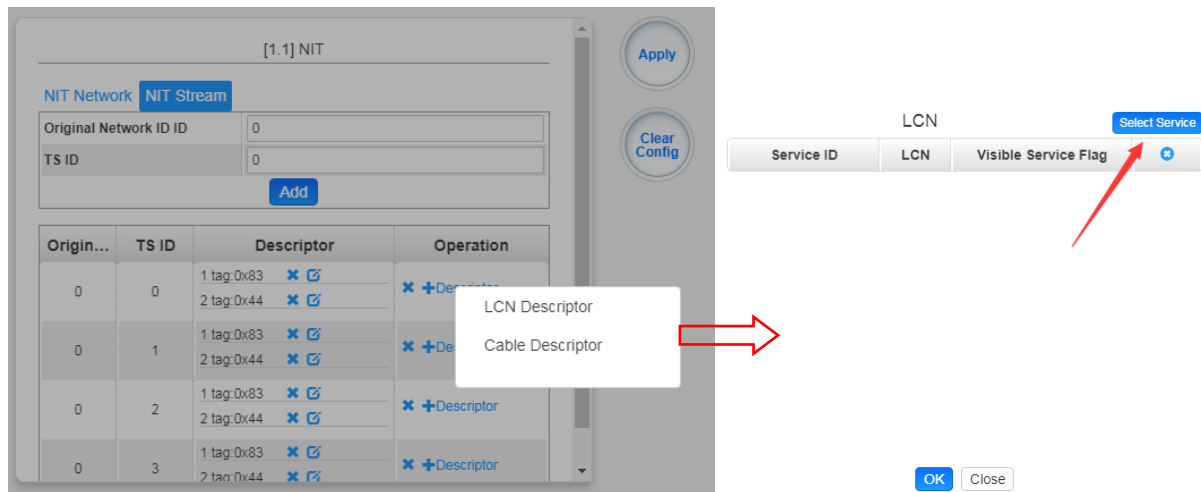 [1.1] NIT
NIT Network NIT Stream
Original Network ID ID 0
TS ID 0
Add
Origin... TS ID Descriptor Operation
0 0 1 tag:0x83 2 tag:0x44
1 tag:0x83
0 1 2 tag:0x44
1 tag:0x83
0 2 2 tag:0x44 Descriptor
1 tag:0x83
0 3 2 tag:0x44 Descriptor
LCN Descriptor
Cable Descriptor
Apply
Clear
Config
LCN Select Service
Service ID LCN Visible Service Flag
OK Close